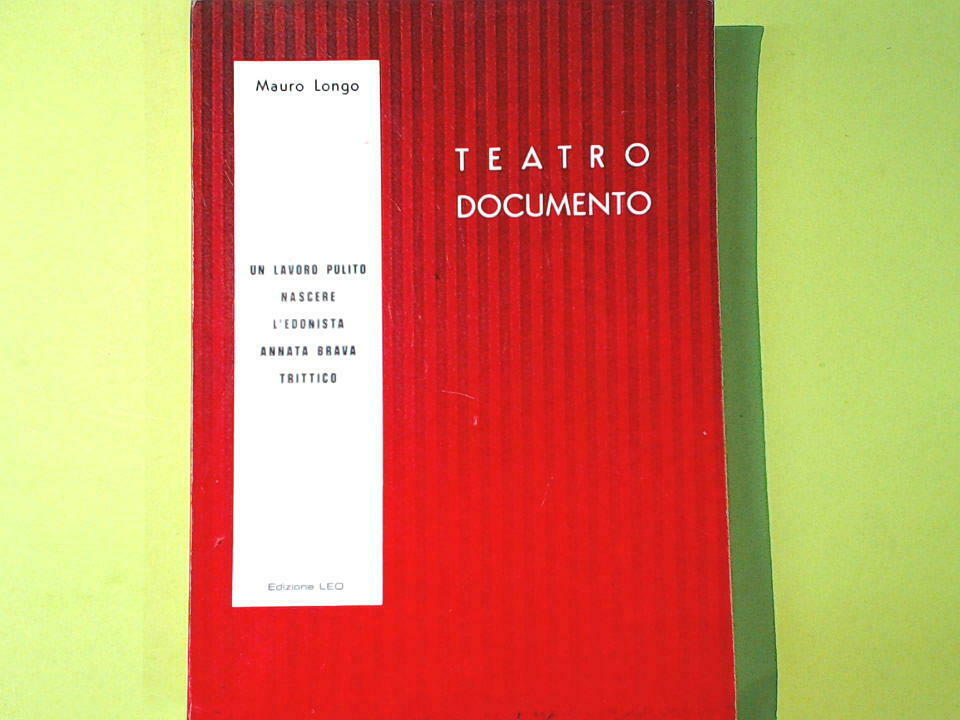 Mauro Longo
TEATRO
DOCUMENTO
UN LAVORO PULITO
NASCERE
L'EDONISTA
ANNATA BRAVA
TRITTICO
Edizione LEO